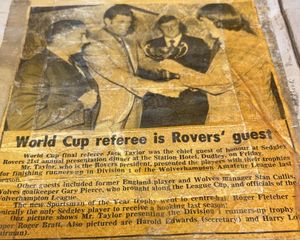 World Cup referee is Rovers' guest
World Cup final referee Jack Taylor was the chief guest of honour at Sedgley
Rovers 21st annual presentation dinner at the Station Hotel, Dudley, on Friday.
Mr. Taylor, who is the Rovers president, presented the players with their trophies
for finishing runners-up in Division 1 of the Wolverhampton Amateur League last
season.
Other guests included former England player and Wolves manager Stan Cullis,
Wolves goalkeeper Gary Pierce, who brought along the League Cup, and officials of the
Wolverhampton League.
The new Sportsman of the Year trophy went to centre-half Roger Fletcher
ically the only Sedgley player to receive a booking last season.
the picture shows Mr. Taylor presenting the Division 1 runners-up trophy
pper Roger Bratt. Also pictured are Harold Edwards (secretary) and Harry Lo